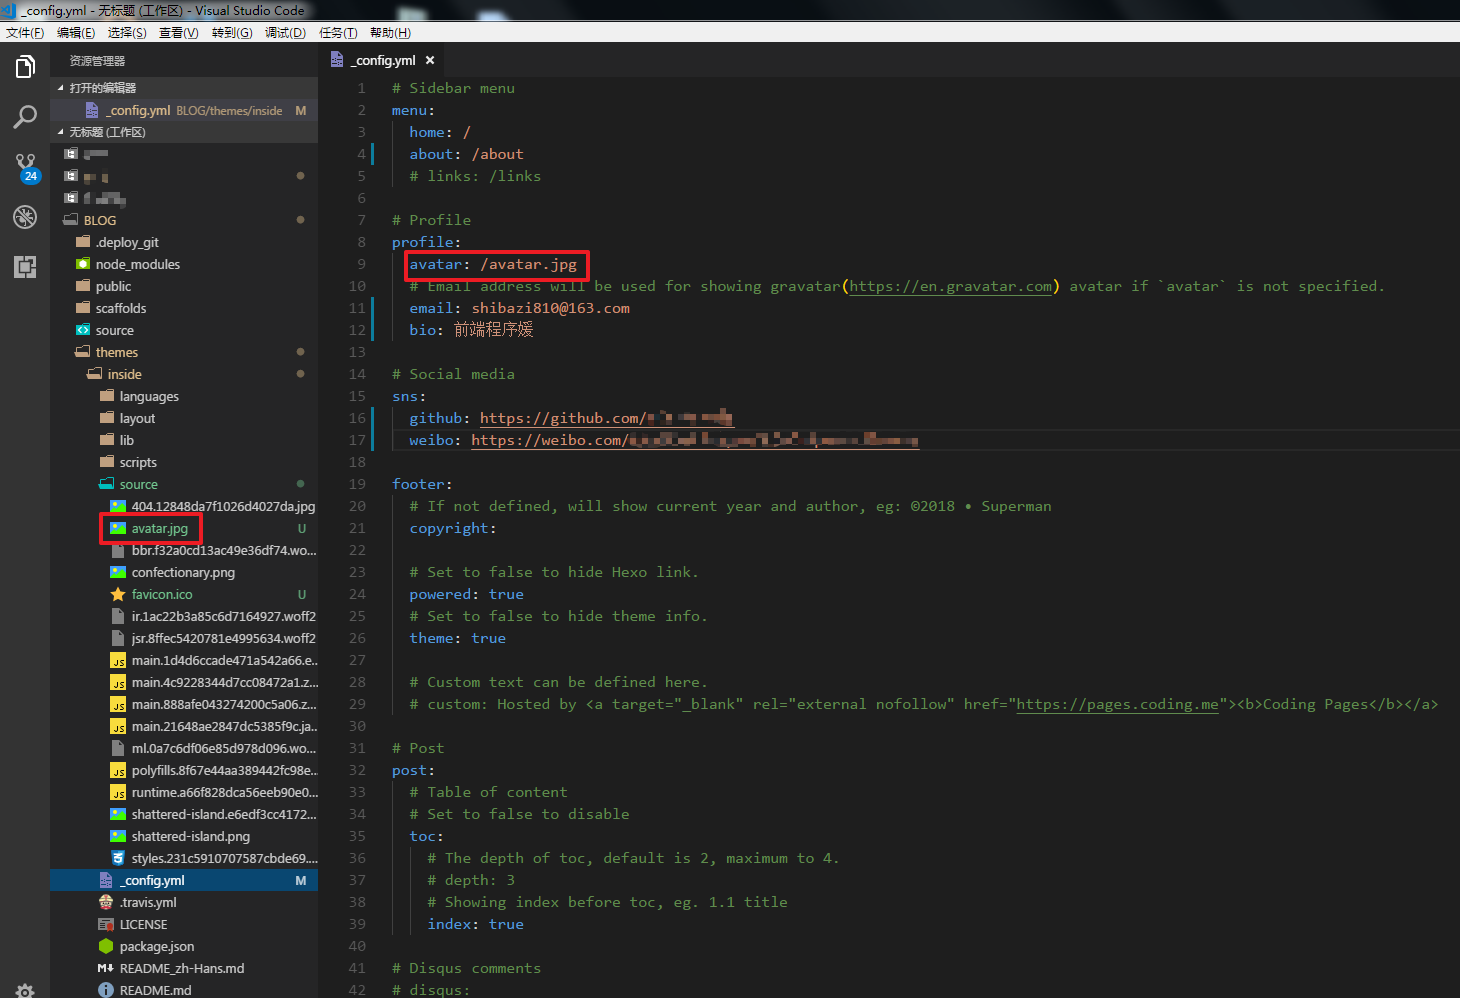 _config.yml - 无标题 (工作区) - Visual Studio Code
文件(F) 编辑(E) 选择(S) 查看(V) 转到(G) 调试(D) 任务(T) 帮助(H)
资源管理器
打开的编辑器
_config.yml BLOG/themes/inside M
无标题 (工作区)
24
BLOG
.deploy_git
node_modules
public
scaffolds
source
themes
inside
languages
layout
lib
scripts
source
404.12848da7f1026d4027da.jpg
avatar.jpg U
bbr.f32a0cd13ac49e36df74.wo...
confectionary.png
favicon.ico U
ir.1ac22b3a85c6d7164927.woff2
jsr.8ffec5420781e4995634.woff2
main.1d4d6ccade471a542a66.e...
main.4c9228344d7cc08472a1.z...
main.888afe043274200c5a06.z...
main.21648ae2847dc5385f9c.ja...
ml.0a7c6df06e85d978d096.wo...
polyfills.8f67e44aa389442fc98e...
runtime.a66f828dca56eeb90e0...
shattered-island.e6edf3cc4172...
shattered-island.png
styles.231c5910707587cbde69....
_config.yml M
.travis.yml
LICENSE
package.json
README_zh-Hans.md
README.md
_config.yml ×
1 # Sidebar menu
2 menu:
3 home: /
4 about: /about
5 # links: /links
6
7 # Profile
8 profile:
9 avatar: /avatar.jpg
10 # Email address will be used for showing gravatar(https://en.gravatar.com) avatar if `avatar` is not specified.
11 email: shibazi810@163.com
12 bio: 前端程序媛
13
14 # Social media
15 sns:
16 github: https://github.com/
17 weibo: https://weibo.com/
18
19 footer:
20 # If not defined, will show current year and author, eg: ©2018 • Superman
21 copyright:
22
23 # Set to false to hide Hexo link.
24 powered: true
25 # Set to false to hide theme info.
26 theme: true
27
28 # Custom text can be defined here.
29 # custom: Hosted by <a target="_blank" rel="external nofollow" href="https://pages.coding.me"><b>Coding Pages</b></a>
30
31 # Post
32 post:
33 # Table of content
34 # Set to false to disable
35 toc:
36 # The depth of toc, default is 2, maximum to 4.
37 # depth: 3
38 # Showing index before toc, eg. 1.1 title
39 index: true
40
41 # Disqus comments
42 # disqus: